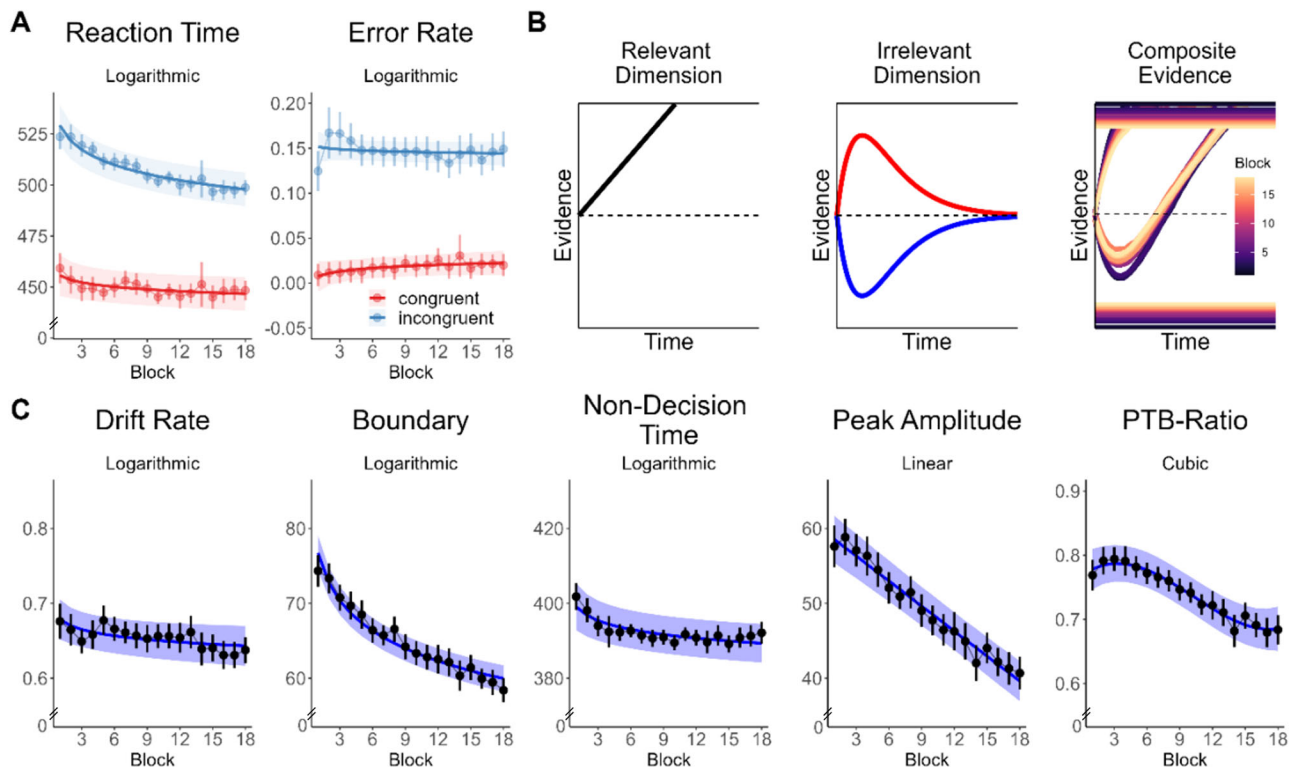 A
Reaction Time
Logarithmic
525
500
475
450
0
3 6 9 12 15 18
Block
Error Rate
Logarithmic
0.20
0.15
0.10
0.05
0.00
-0.05
congruent
incongruent
3 6 9 12 15 18
Block
B
Relevant
Dimension
Evidence
Time
Irrelevant
Dimension
Evidence
Time
Composite
Evidence
Evidence
Block
15
10
5
Time
C
Drift Rate
Logarithmic
0.8
0.7
0.6
0
3 6 9 12 15 18
Block
Boundary
Logarithmic
80
70
60
0
3 6 9 12 15 18
Block
Non-Decision
Time
Logarithmic
420
400
380
0
3 6 9 12 15 18
Block
Peak Amplitude
Linear
60
50
40
0
3 6 9 12 15 18
Block
PTB-Ratio
Cubic
0.9
0.8
0.7
0.6
0
3 6 9 12 15 18
Block